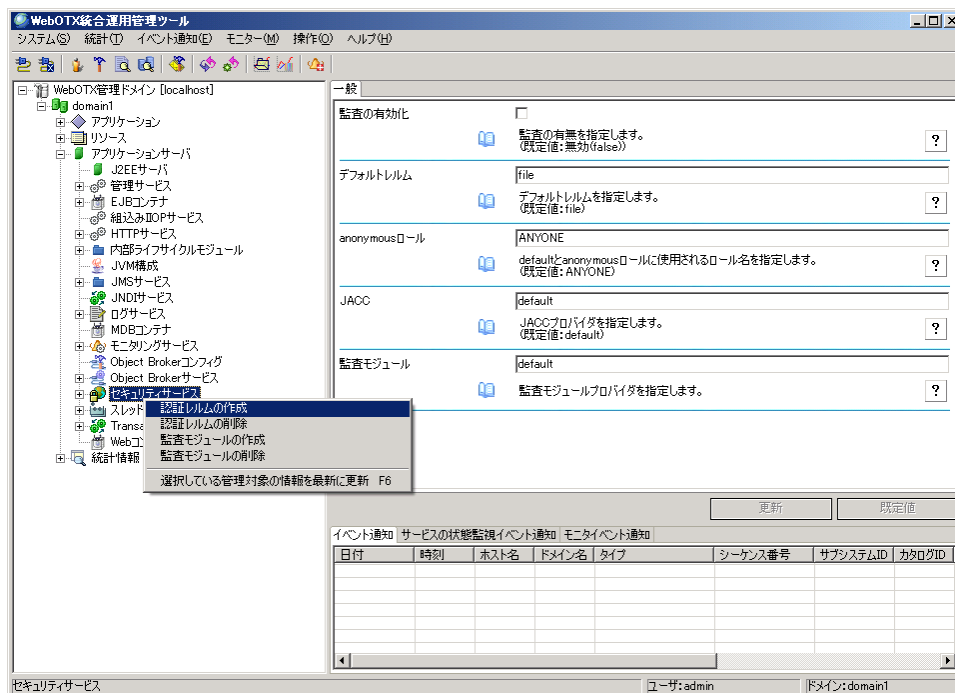 WebOTX統合運用管理ツール
システム(S) 統計(T) イベント通知(E) モニター(M) 操作(O) ヘルプ(H)
WebOTX管理ドメイン [localhost]
domain1
アプリケーション
リソース
アプリケーションサーバ
J2EEサーバ
管理サービス
EJBコンテナ
組込みIIOPサービス
HTTPサービス
内部ライフサイクルモジュール
JVM構成
JMSサービス
JNDIサービス
ログサービス
MDBコンテナ
モニタリングサービス
Object Brokerコンフィグ
Object Brokerサービス
セキュリティサービス
スレッド
Transa
Webコ
統計情報
認証レルムの作成
認証レルムの削除
監査モジュールの作成
監査モジュールの削除
選択している管理対象の情報を最新に更新 F6
一般
監査の有効化
監査の有無を指定します。
(既定値:無効(false))
?
デフォルトレルム
file
デフォルトレルムを指定します。
(既定値:file)
?
anonymousロール
ANYONE
defaultとanonymousロールに使用されるロール名を指定します。
(既定値:ANYONE)
?
JACC
default
JACCプロバイダを指定します。
(既定値:default)
?
監査モジュール
default
監査モジュールプロバイダを指定します。
?
更新 既定値
イベント通知 サービスの状態監視イベント通知 モニタイベント通知
日付 時刻 ホスト名 ドメイン名 タイプ シーケンス番号 サブシステムID カタログID
セキュリティサービス ユーザ:admin ドメイン:domain1